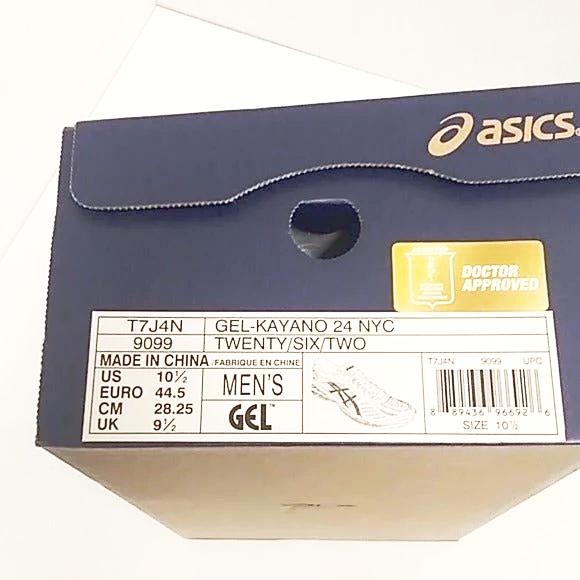 asics
DOCTOR
APPROVED
T7J4N GEL-KAYANO 24 NYC
9099 TWENTY/SIX/TWO
MADE IN CHINA / FABRIQUE EN CHINE
US 10½
EURO 44.5
CM 28.25
UK 9½
MEN'S
GEL™
T7J4N 9099 UPC
8 89436 96692 6
SIZE 10½